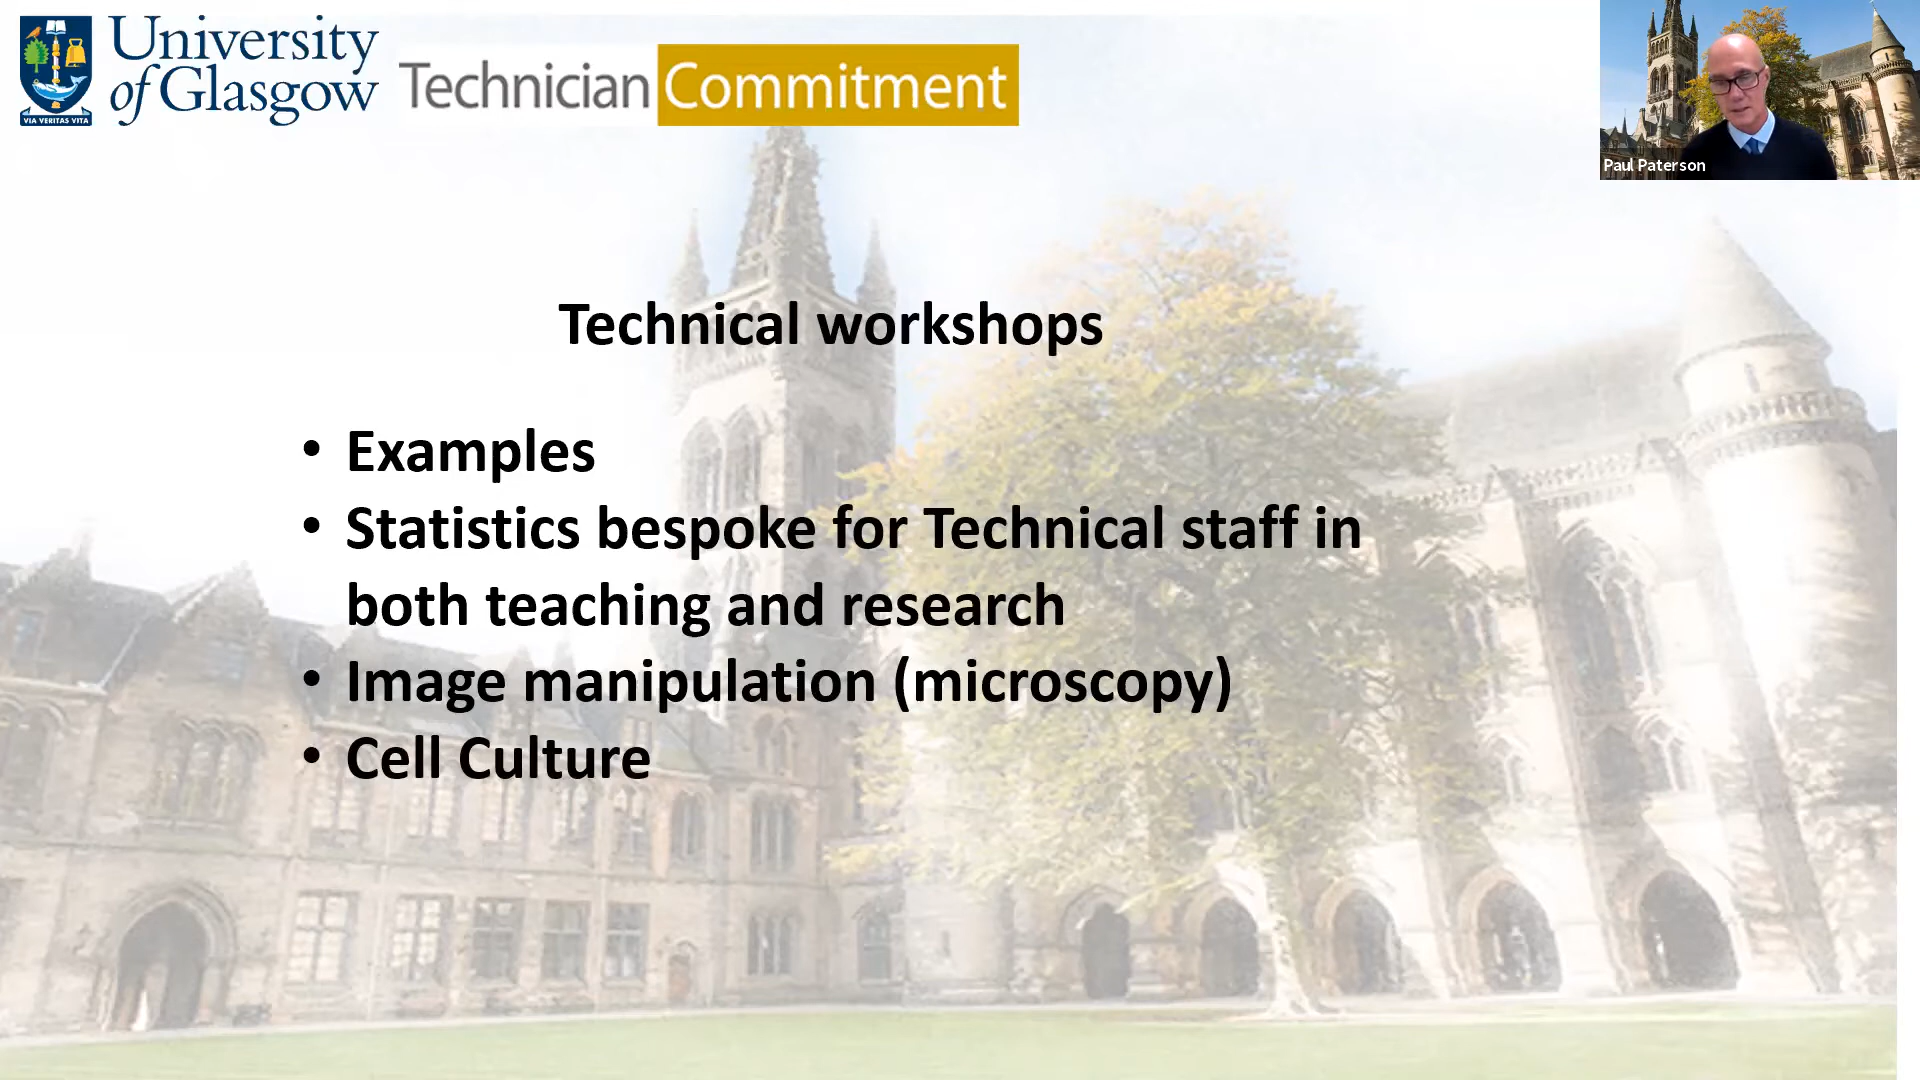 University
of Glasgow
VIA VERITAS VITA
Technician Commitment
Paul Paterson
Technical workshops
• Examples
• Statistics bespoke for Technical staff in
both teaching and research
• Image manipulation (microscopy)
• Cell Culture